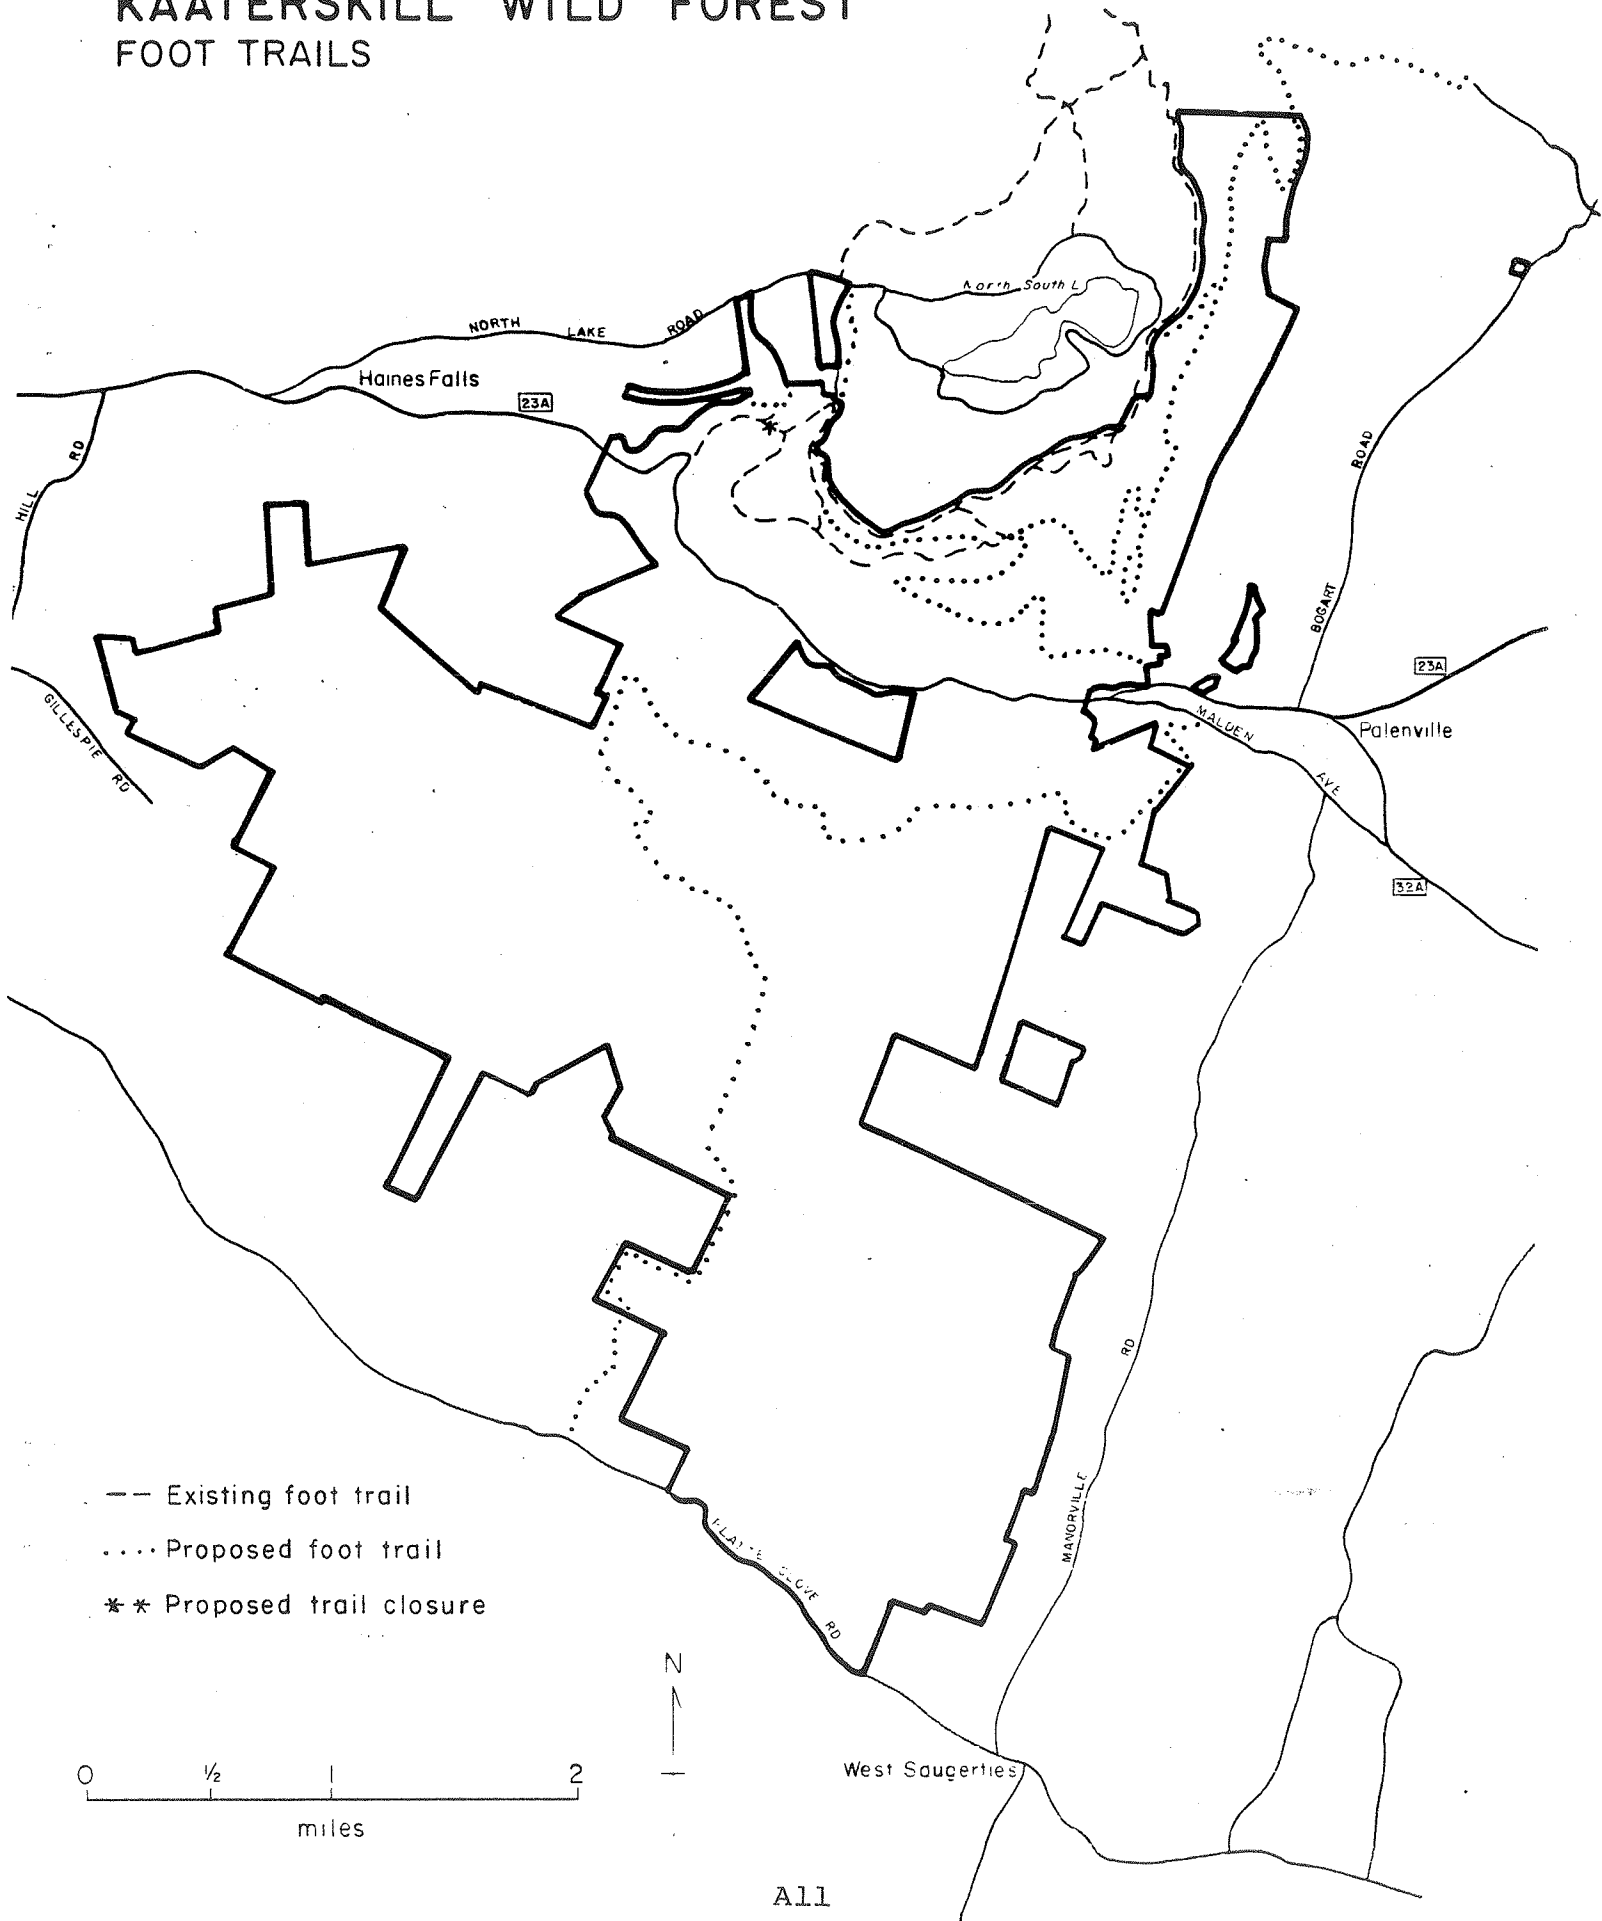 KAATERSKILL WILD FOREST
FOOT TRAILS
North South L
NORTH LAKE ROAD
Haines Falls
23A
HILL RD
ROAD
BOGART
23A
GILLESPIE RD
MALDEN AVE
Palenville
32A
RD
MANORVILLE
-- Existing foot trail
.... Proposed foot trail
** Proposed trail closure
PLATTE CLOVE RD
N
0 ½ 1 2
miles
West Saugerties
A11